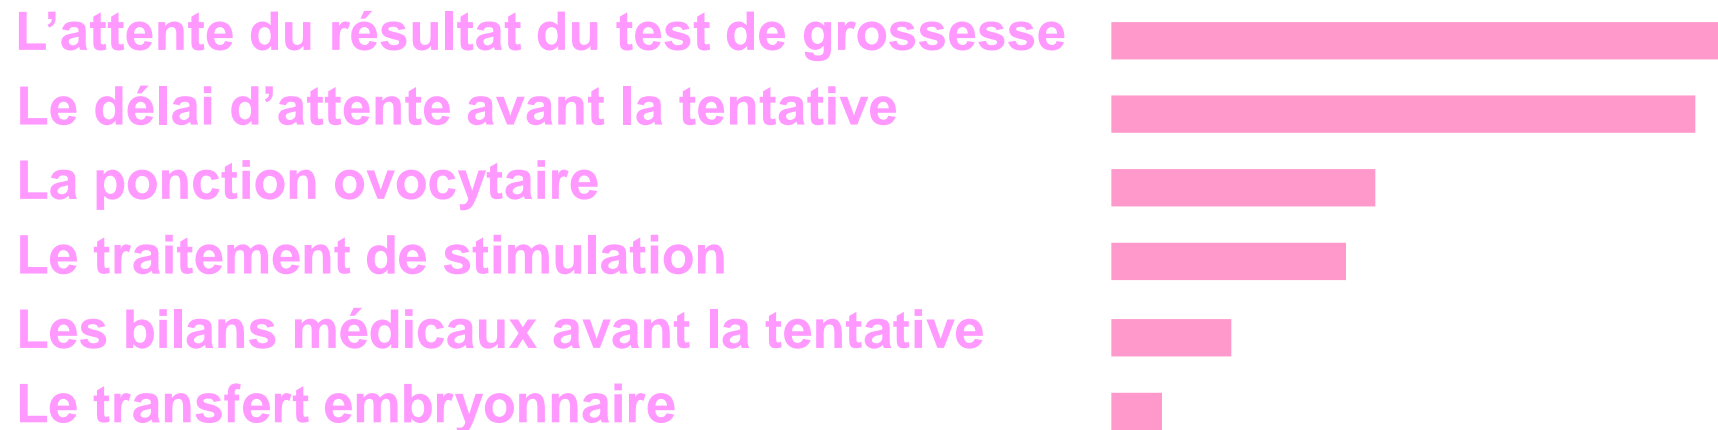 L’attente du résultat du test de grossesse
Le délai d’attente avant la tentative
La ponction ovocytaire
Le traitement de stimulation
Les bilans médicaux avant la tentative
Le transfert embryonnaire